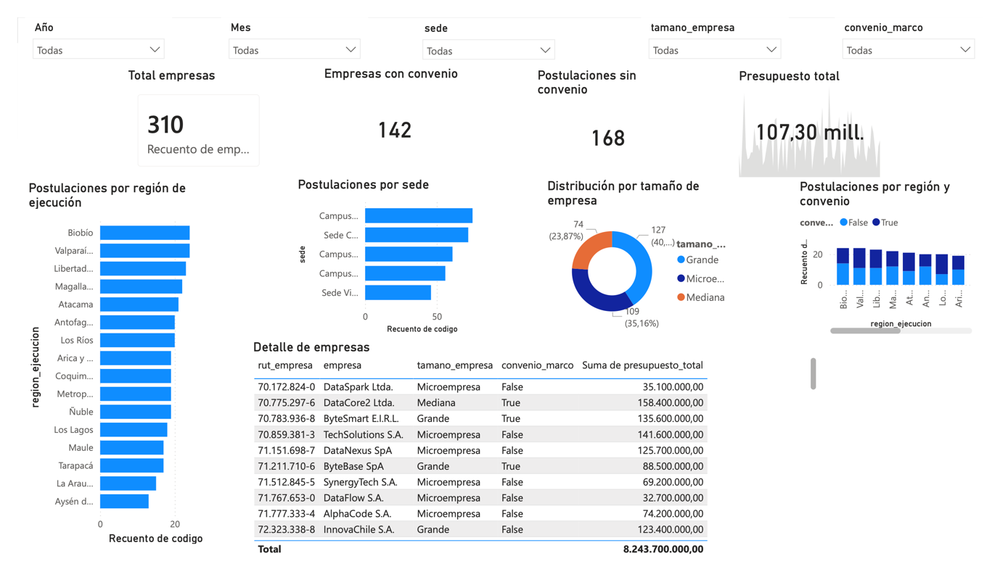 Año
Mes
sede
tamano_empresa
convenio_marco
Todas
Todas
Todas
Todas
Todas
Total empresas
310
Recuento de emp...
Empresas con convenio
142
Postulaciones sin
convenio
168
Presupuesto total
107,30 mill.
Postulaciones por región de
ejecución
region_ejecucion
Biobío
Valparaí...
Libertad...
Magalla...
Atacama
Antofag...
Los Ríos
Arica y ...
Coquim...
Metrop...
Ñuble
Los Lagos
Maule
Tarapacá
La Arau...
Aysén d...
0 20
Recuento de codigo
Postulaciones por sede
sede
Campus...
Sede C...
Campus...
Campus...
Sede Vi...
0 50
Recuento de codigo
Distribución por tamaño de
empresa
74
(23,87%)
127
(40,...)
109
(35,16%)
tamano_...
Grande
Microe...
Mediana
Postulaciones por región y
convenio
conve... False True
Recuento d...
20
0
Bio... Val... Lib... Ma... At... An... Lo... Ari...
region_ejecucion
Detalle de empresas
rut_empresa empresa tamano_empresa convenio_marco Suma de presupuesto_total
70.172.824-0 DataSpark Ltda. Microempresa False 35.100.000,00
70.775.297-6 DataCore2 Ltda. Mediana True 158.400.000,00
70.783.936-8 ByteSmart E.I.R.L. Grande True 135.600.000,00
70.859.381-3 TechSolutions S.A. Microempresa False 141.600.000,00
71.151.698-7 DataNexus SpA Microempresa False 125.700.000,00
71.211.710-6 ByteBase SpA Grande True 88.500.000,00
71.512.845-5 SynergyTech S.A. Microempresa False 69.200.000,00
71.767.653-0 DataFlow S.A. Microempresa False 32.700.000,00
71.777.333-4 AlphaCode S.A. Microempresa False 74.200.000,00
72.323.338-8 InnovaChile S.A. Grande False 123.400.000,00
Total 8.243.700.000,00